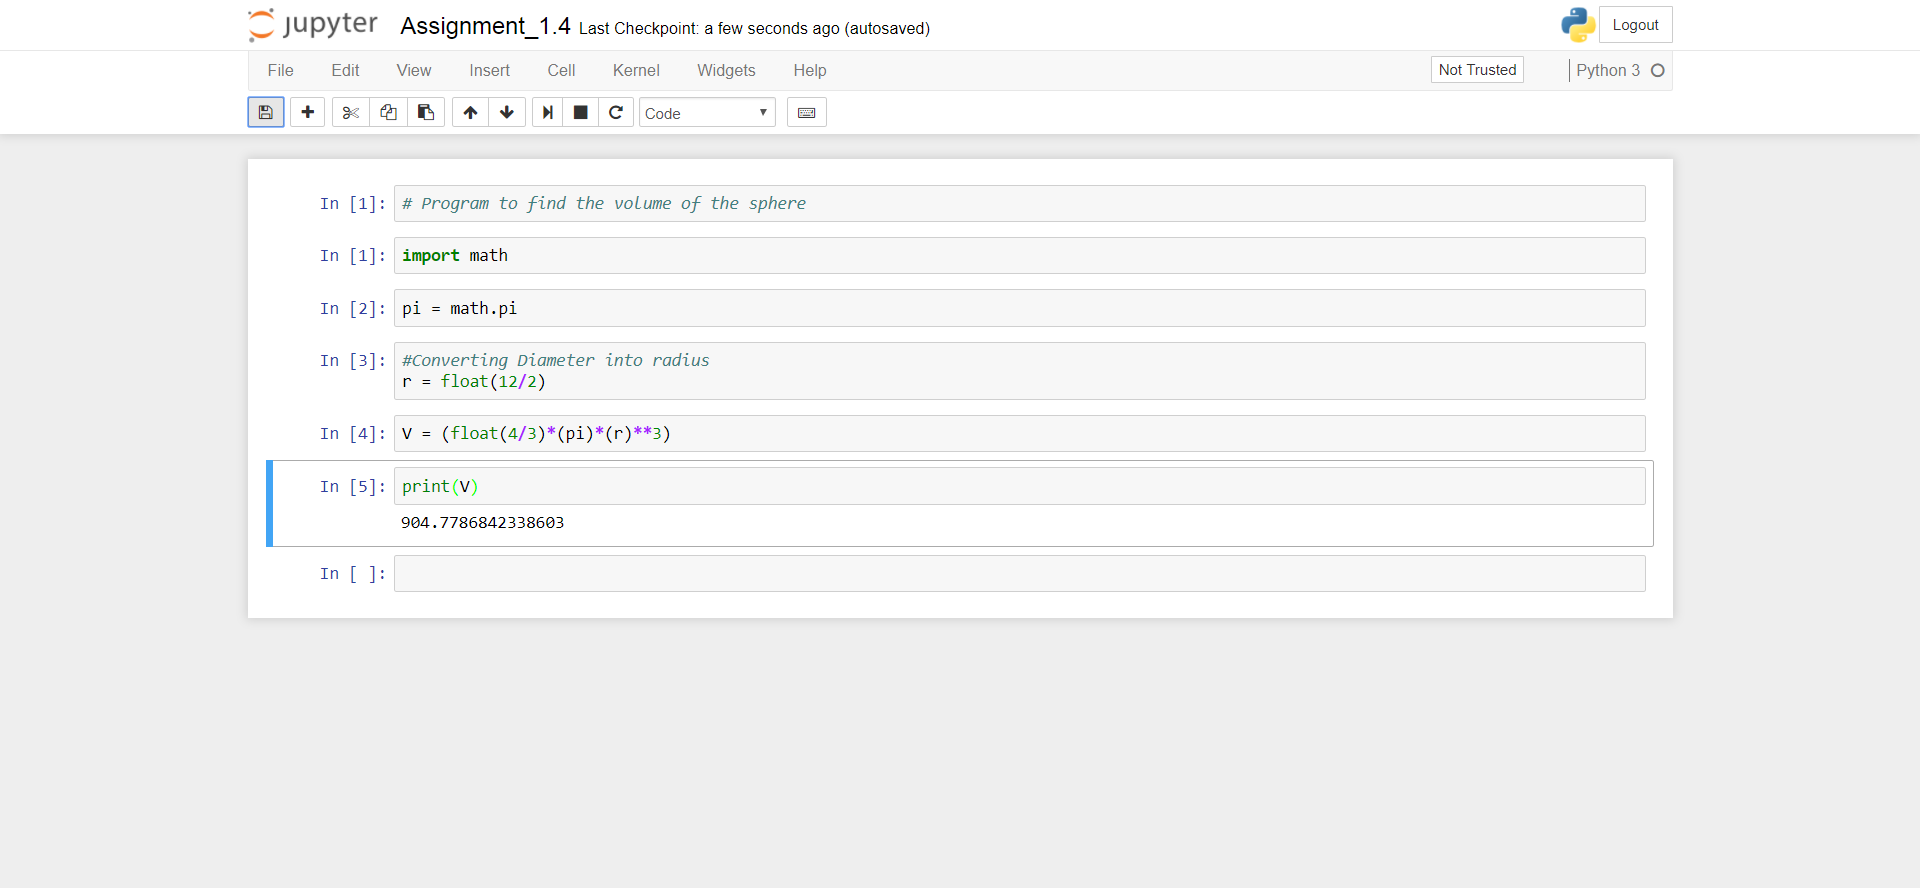 jupyter Assignment_1.4 Last Checkpoint: a few seconds ago (autosaved) Logout
File Edit View Insert Cell Kernel Widgets Help Not Trusted Python 3
Code
In [1]: # Program to find the volume of the sphere
In [1]: import math
In [2]: pi = math.pi
In [3]: #Converting Diameter into radius
r = float(12/2)
In [4]: V = (float(4/3)*(pi)*(r)**3)
In [5]: print(V)
904.7786842338603
In [ ]: